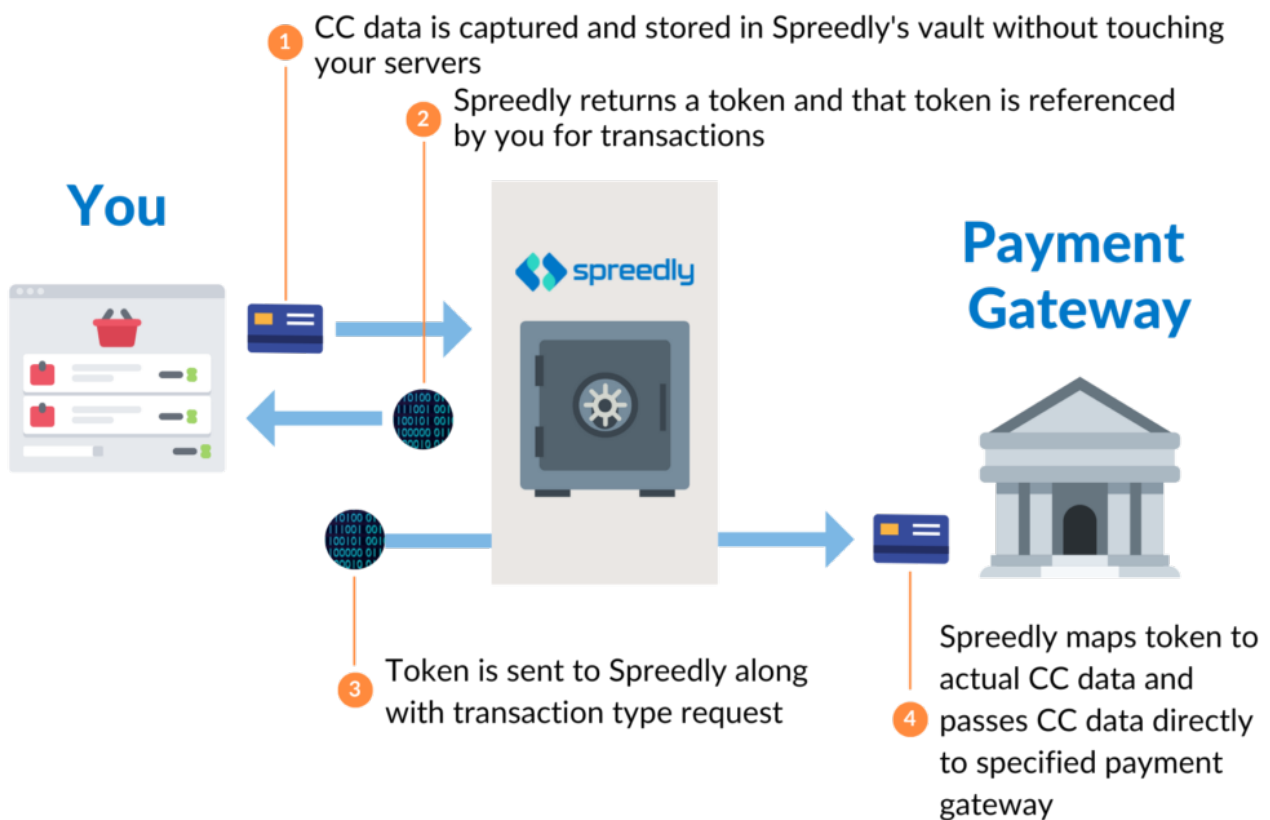 1
CC data is captured and stored in Spreedly's vault without touching
your servers
2
Spreedly returns a token and that token is referenced
by you for transactions
You
spreedly
Payment
Gateway
3
Token is sent to Spreedly along
with transaction type request
4
Spreedly maps token to
actual CC data and
passes CC data directly
to specified payment
gateway